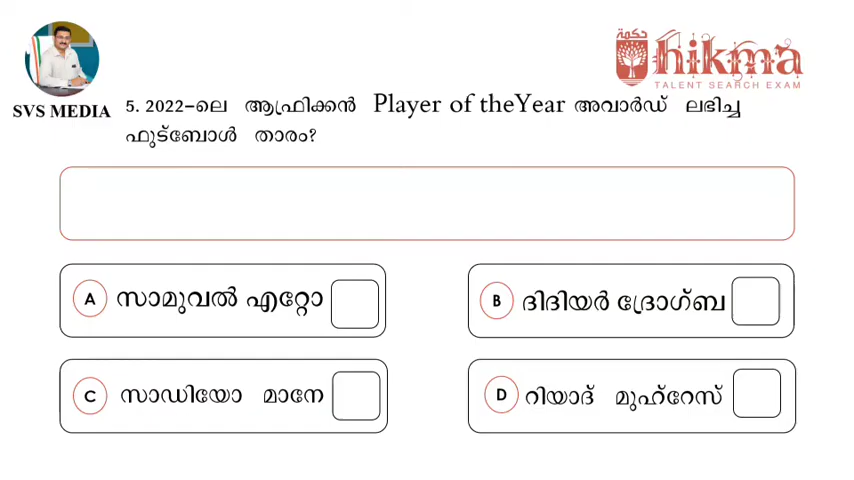 حكمة
hikma
TALENT SEARCH EXAM
SVS MEDIA
5. 2022-ലെ ആഫ്രിക്കൻ Player of theYear അവാർഡ് ലഭിച്ച
ഫുട്ബോൾ താരം?
A സാമുവൽ എറ്റോ
B ദിദിയർ ദ്രോഗ്ബ
C സാഡിയോ മാനേ
D റിയാദ് മുഹ്റേസ്